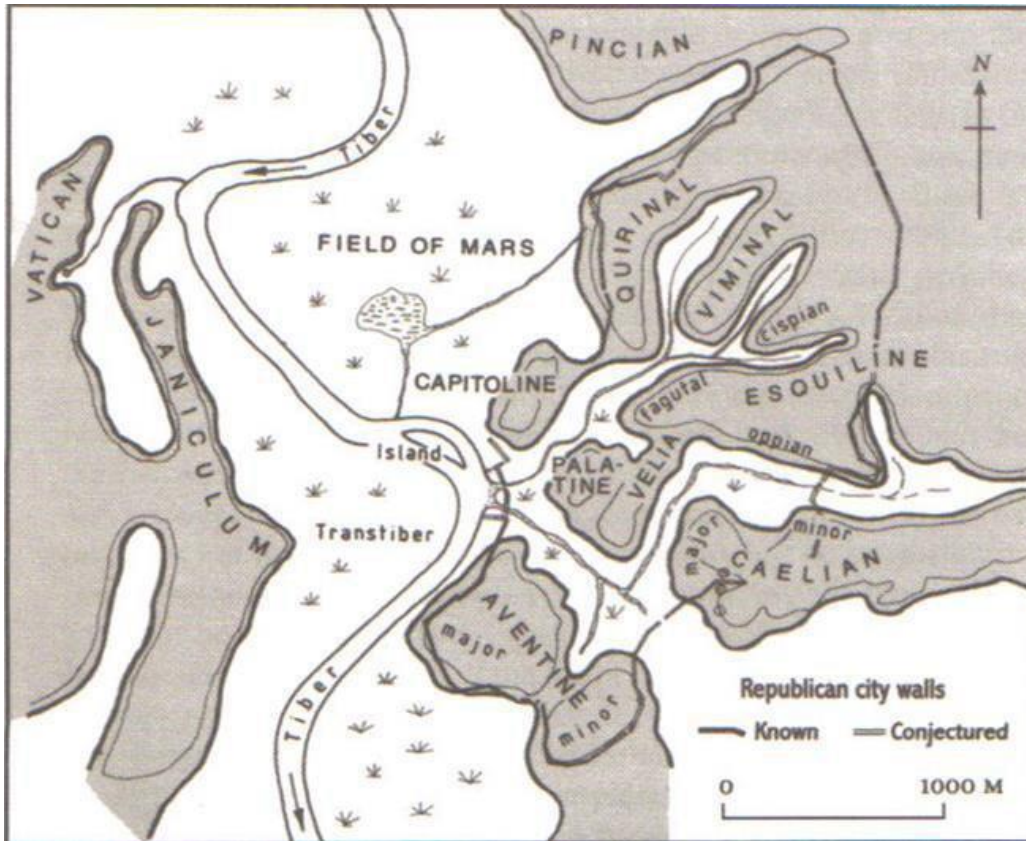 PINCIAN
N
Tiber
VATICAN
FIELD OF MARS
QUIRINAL
VIMINAL
cispian
JANICULUM
CAPITOLINE
fagutal
ESQUILINE
oppian
Island
PALA-
TINE
VELIA
Transtiber
major
minor
CAELIAN
AVENTINE
major
minor
Tiber
Republican city walls
Known
Conjectured
0 1000 M